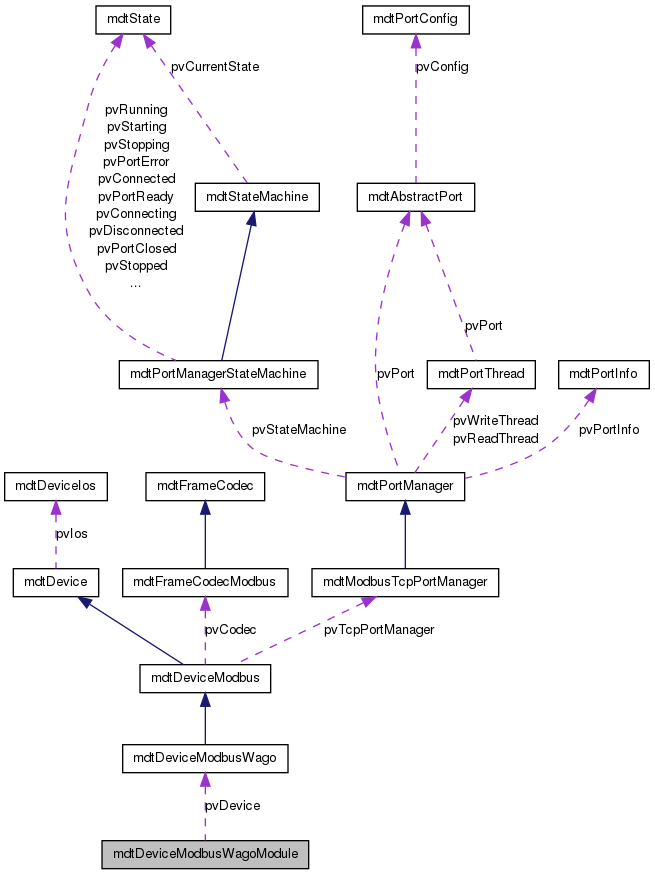 mdtState
mdtPortConfig
pvCurrentState
pvConfig
pvRunning
pvStarting
pvStopping
pvPortError
pvConnected
pvPortReady
pvConnecting
pvDisconnected
pvPortClosed
pvStopped
...
mdtStateMachine
mdtAbstractPort
pvPort
mdtPortManagerStateMachine
pvPort
mdtPortThread
mdtPortInfo
pvStateMachine
pvWriteThread
pvReadThread
pvPortInfo
mdtDeviceIos
mdtFrameCodec
mdtPortManager
pvIos
mdtDevice
mdtFrameCodecModbus
mdtModbusTcpPortManager
pvCodec
pvTcpPortManager
mdtDeviceModbus
mdtDeviceModbusWago
pvDevice
mdtDeviceModbusWagoModule